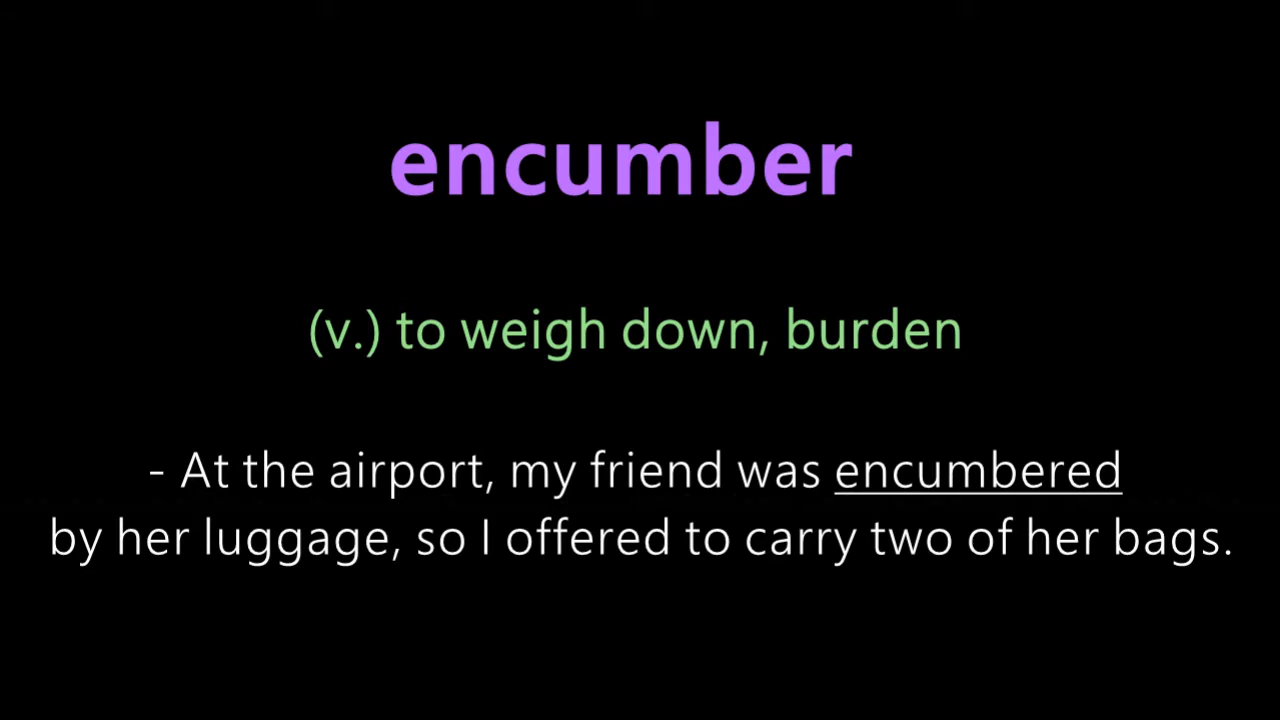 encumber
(v.) to weigh down, burden
- At the airport, my friend was encumbered
by her luggage, so I offered to carry two of her bags.